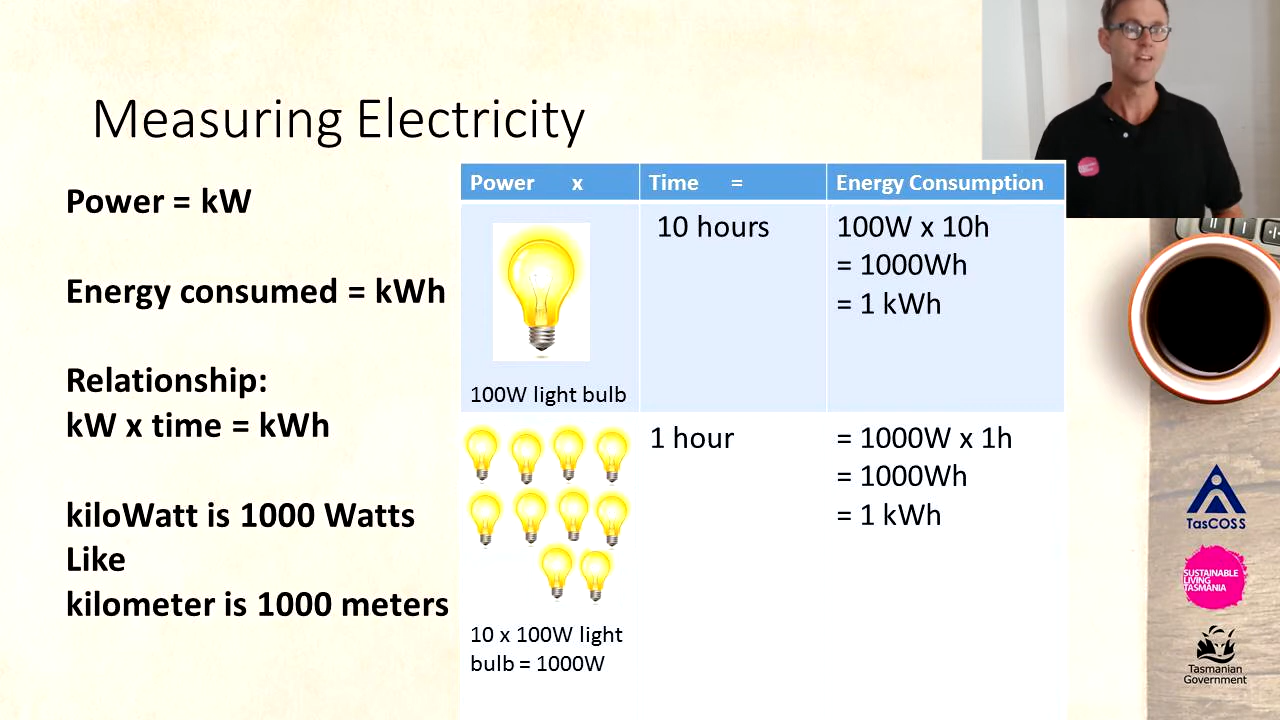 Measuring Electricity
Power = kW
Energy consumed = kWh
Relationship:
kW x time = kWh
kiloWatt is 1000 Watts
Like
kilometer is 1000 meters
Power x Time = Energy Consumption
100W light bulb
10 hours
100W x 10h
= 1000Wh
= 1 kWh
10 x 100W light
bulb = 1000W
1 hour
= 1000W x 1h
= 1000Wh
= 1 kWh
TasCOSS
SUSTAINABLE
LIVING
TASMANIA
Tasmanian
Government